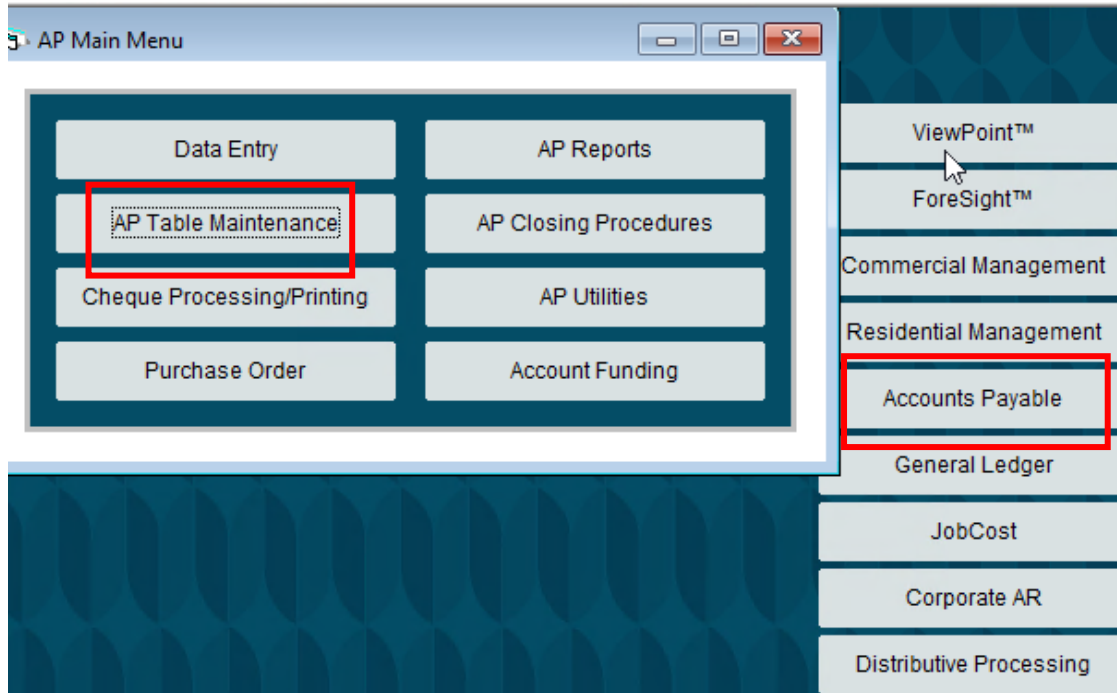 AP Main Menu
Data Entry
AP Reports
AP Table Maintenance
AP Closing Procedures
Cheque Processing/Printing
AP Utilities
Purchase Order
Account Funding
ViewPoint™
ForeSight™
Commercial Management
Residential Management
Accounts Payable
General Ledger
JobCost
Corporate AR
Distributive Processing